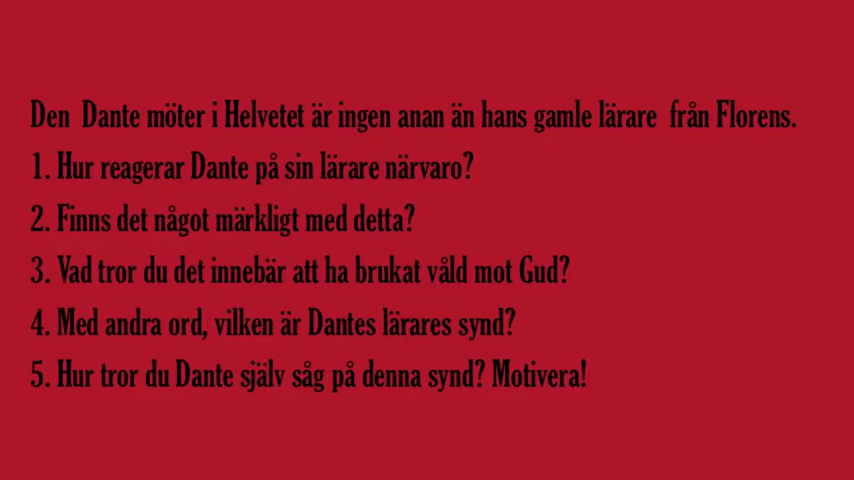 Den  Dante möter i Helvetet är ingen anan än hans gamle lärare  från Florens.
1. Hur reagerar Dante på sin lärare närvaro?
2. Finns det något märkligt med detta?
3. Vad tror du det innebär att ha brukat våld mot Gud?
4. Med andra ord, vilken är Dantes lärares synd?
5. Hur tror du Dante själv såg på denna synd? Motivera!